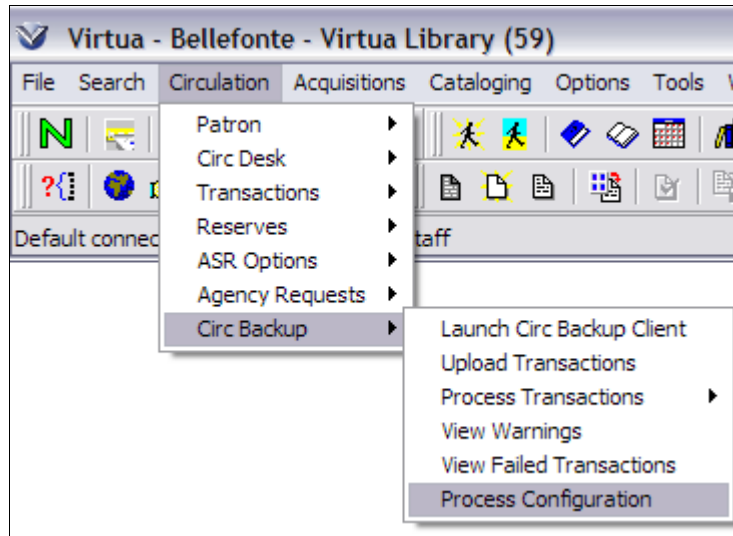 Virtua - Bellefonte - Virtua Library (59)
File Search Circulation Acquisitions Cataloging Options Tools
Patron
Circ Desk
Transactions
Default connec taff
Reserves
ASR Options
Agency Requests
Circ Backup
Launch Circ Backup Client
Upload Transactions
Process Transactions
View Warnings
View Failed Transactions
Process Configuration